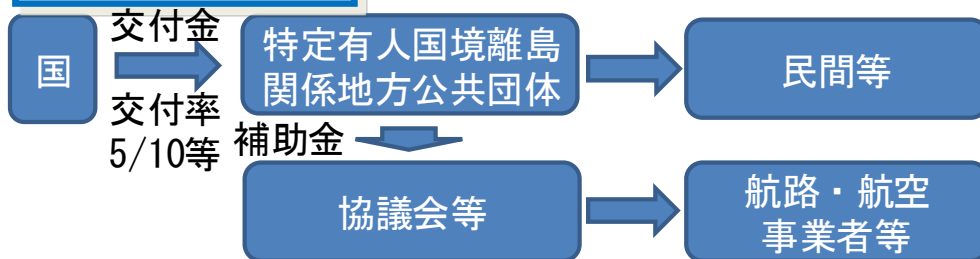 国
交付金
交付率
5/10等
特定有人国境離島
関係地方公共団体
民間等
補助金
協議会等
航路・航空
事業者等